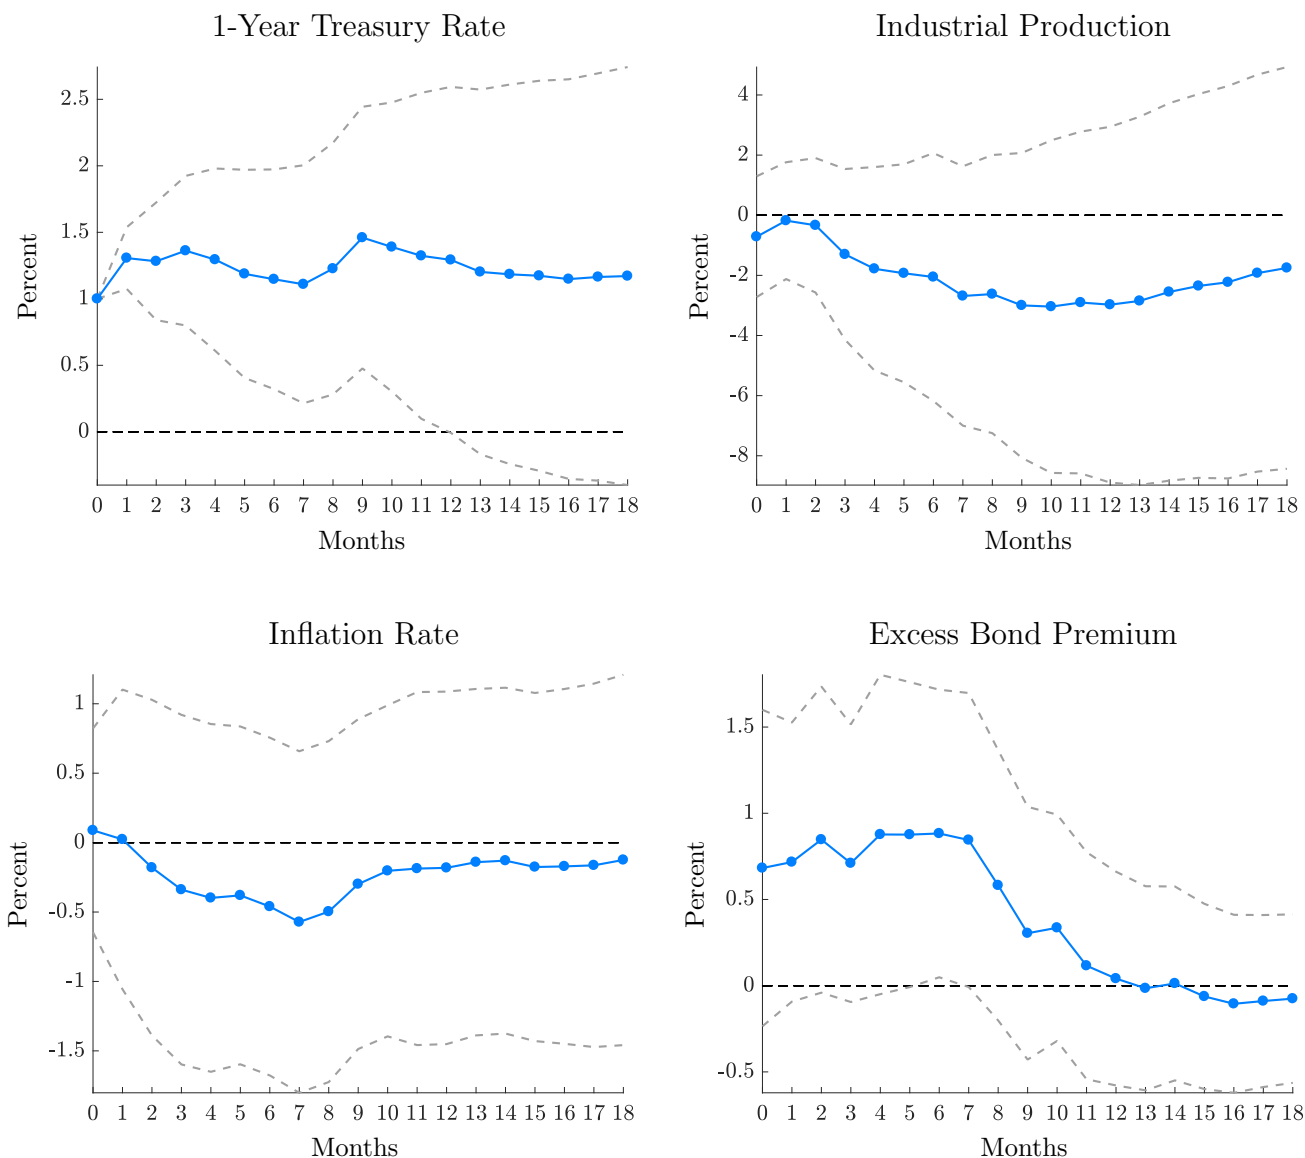 1-Year Treasury Rate
Percent
2.5
2
1.5
1
0.5
0
0 1 2 3 4 5 6 7 8 9 10 11 12 13 14 15 16 17 18
Months
Industrial Production
Percent
4
2
0
-2
-4
-6
-8
0 1 2 3 4 5 6 7 8 9 10 11 12 13 14 15 16 17 18
Months
Inflation Rate
Percent
1
0.5
0
-0.5
-1
-1.5
0 1 2 3 4 5 6 7 8 9 10 11 12 13 14 15 16 17 18
Months
Excess Bond Premium
Percent
1.5
1
0.5
0
-0.5
0 1 2 3 4 5 6 7 8 9 10 11 12 13 14 15 16 17 18
Months